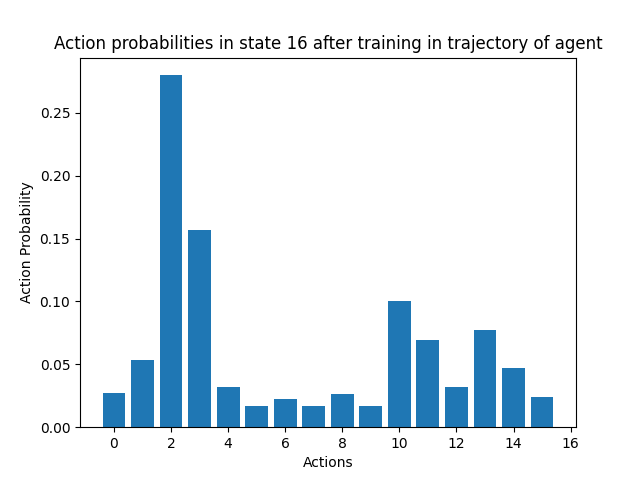 Action probabilities in state 16 after training in trajectory of agent
0.25
0.20
0.15
0.10
0.05
0.00
Action Probability
0 2 4 6 8 10 12 14 16
Actions